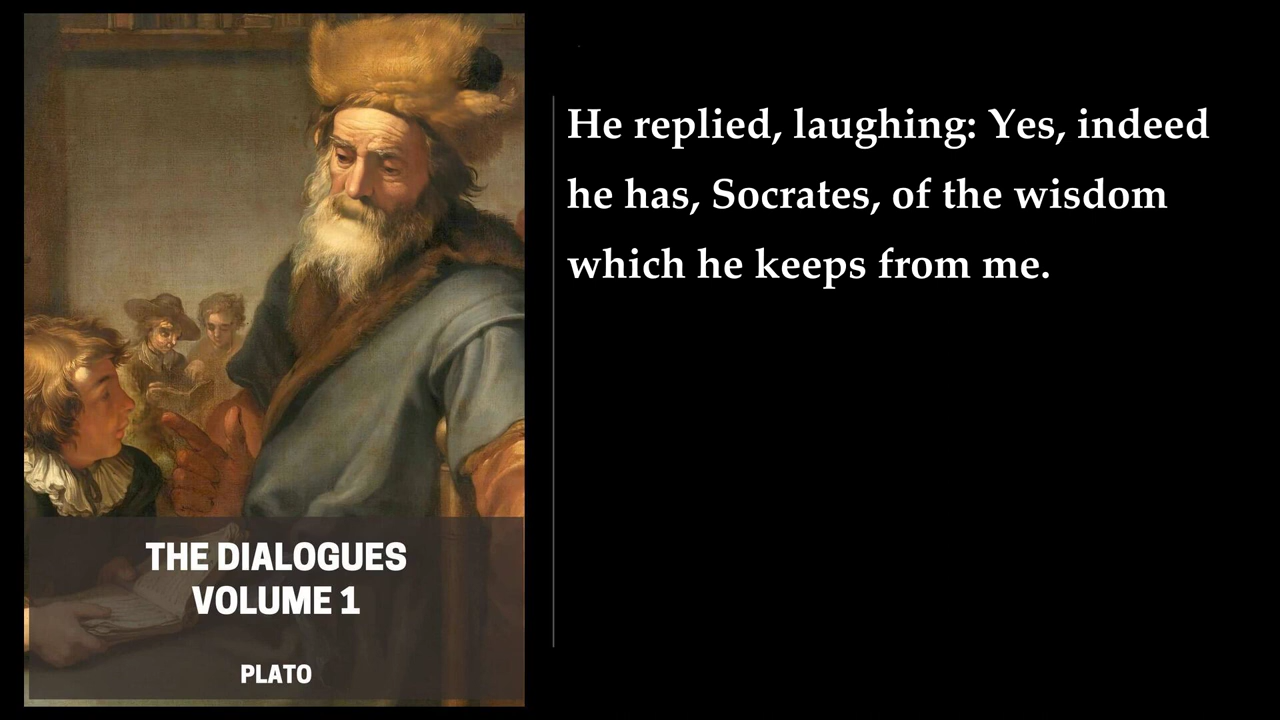 He replied, laughing: Yes, indeed
he has, Socrates, of the wisdom
which he keeps from me.
THE DIALOGUES
VOLUME 1
PLATO